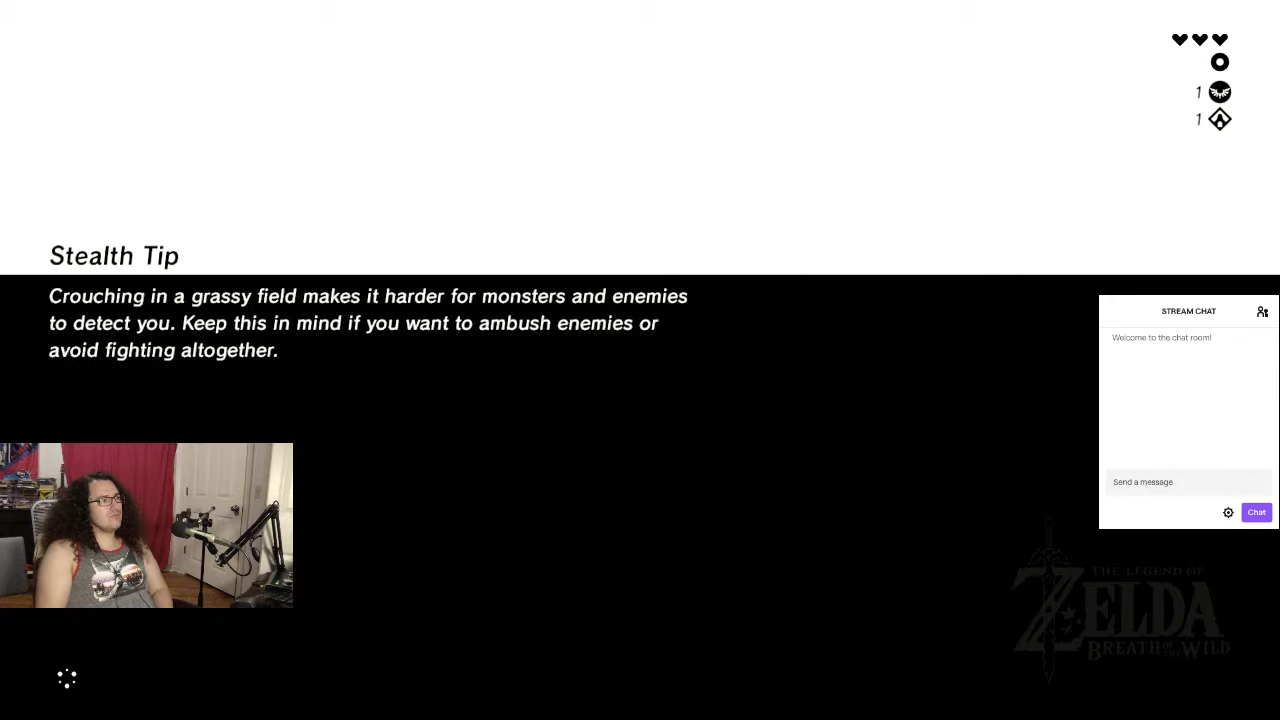 1
1
Stealth Tip
Crouching in a grassy field makes it harder for monsters and enemies
to detect you. Keep this in mind if you want to ambush enemies or
avoid fighting altogether.
STREAM CHAT
Welcome to the chat room!
Send a message
Chat
THE LEGEND OF
ZELDA
BREATH OF THE WILD